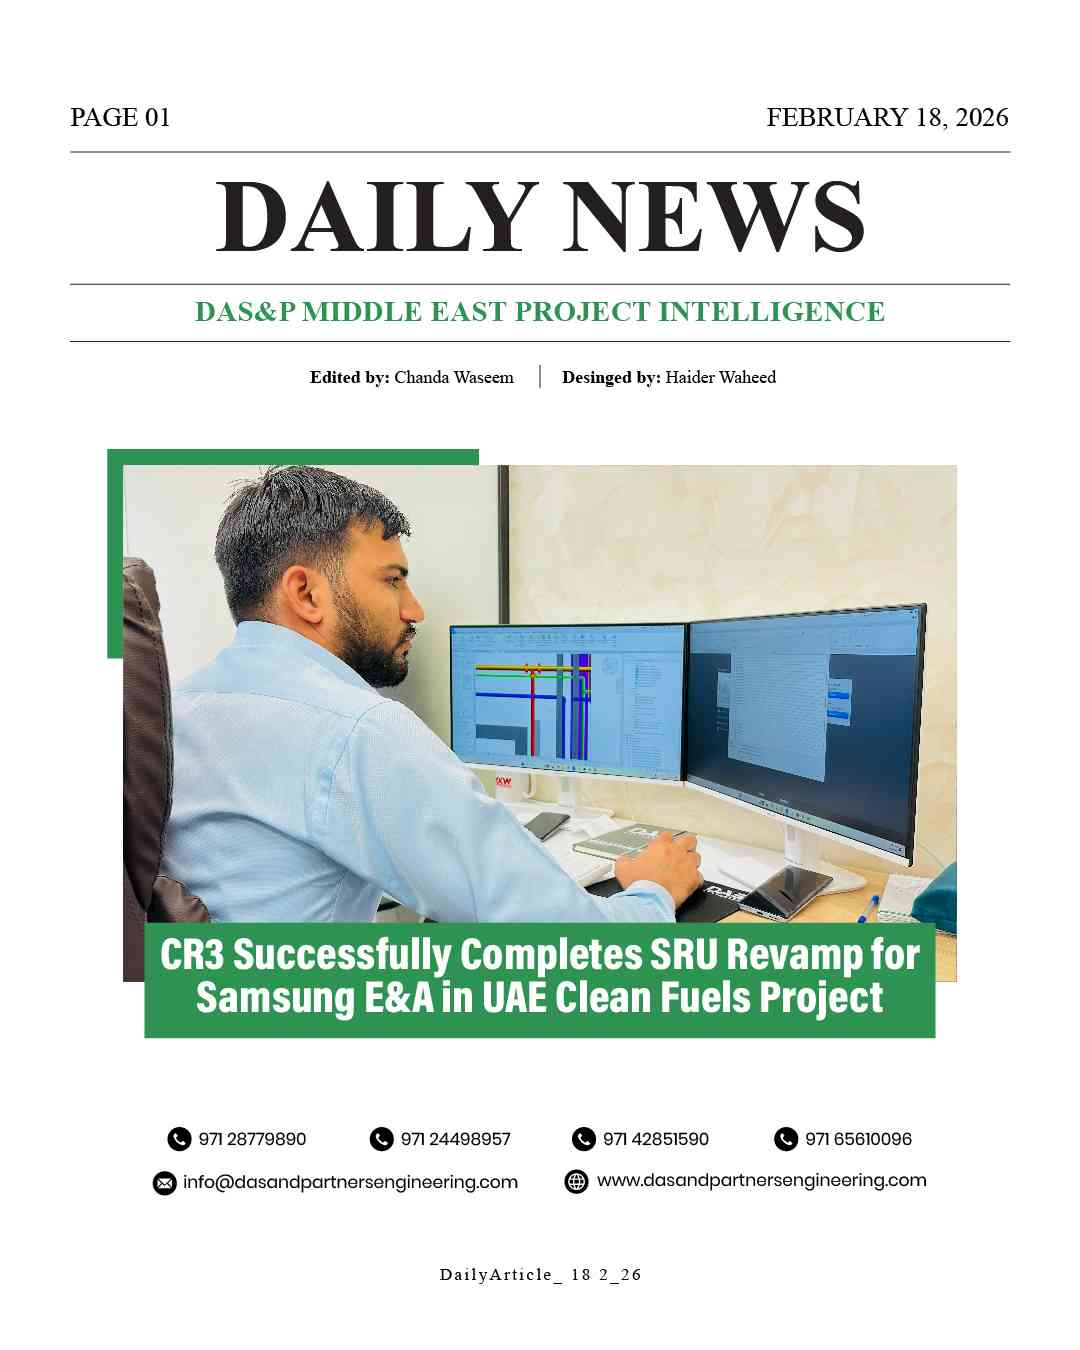 PAGE 01
FEBRUARY 18, 2026
DAILY NEWS
DAS&P MIDDLE EAST PROJECT INTELLIGENCE
Edited by: Chanda Waseem
Desinged by: Haider Waheed
CR3 Successfully Completes SRU Revamp for
Samsung E&A in UAE Clean Fuels Project
971 28779890
971 24498957
971 42851590
971 65610096
info@dasandpartnersengineering.com
www.dasandpartnersengineering.com
DailyArticle_ 18 2_26